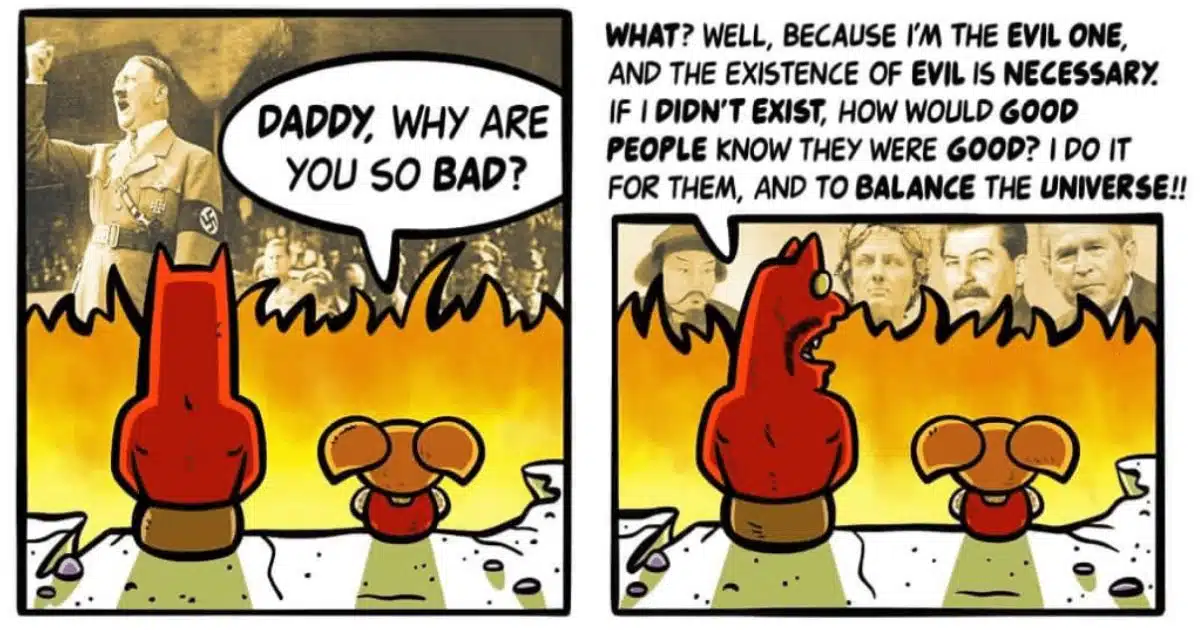 DADDY, WHY ARE
YOU SO BAD?
WHAT? WELL, BECAUSE I'M THE EVIL ONE,
AND THE EXISTENCE OF EVIL IS NECESSARY.
IF I DIDN'T EXIST, HOW WOULD GOOD
PEOPLE KNOW THEY WERE GOOD? I DO IT
FOR THEM, AND TO BALANCE THE UNIVERSE!!